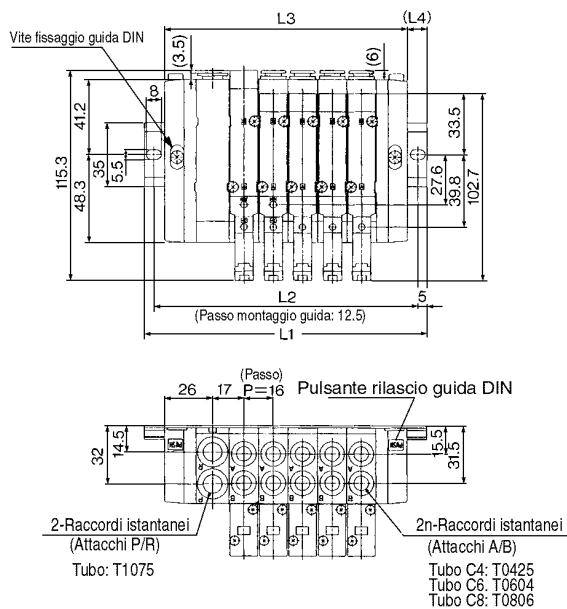 L3
(L4)
Vite fissaggio guida DIN
(3.5)
(6)
8
41.2
33.5
115.3
35
5.5
48.3
27.6
39.8
102.7
L2
5
(Passo montaggio guida: 12.5)
L1
(Passo)
26
17
P=16
Pulsante rilascio guida DIN
32
14.5
15.5
31.5
PUSH
PUSH
R
A
A
A
A
A
P
B
B
B
B
B
2-Raccordi istantanei
(Attacchi P/R)
Tubo: T1075
2n-Raccordi istantanei
(Attacchi A/B)
Tubo C4: T0425
Tubo C6. T0604
Tubo C8: T0806